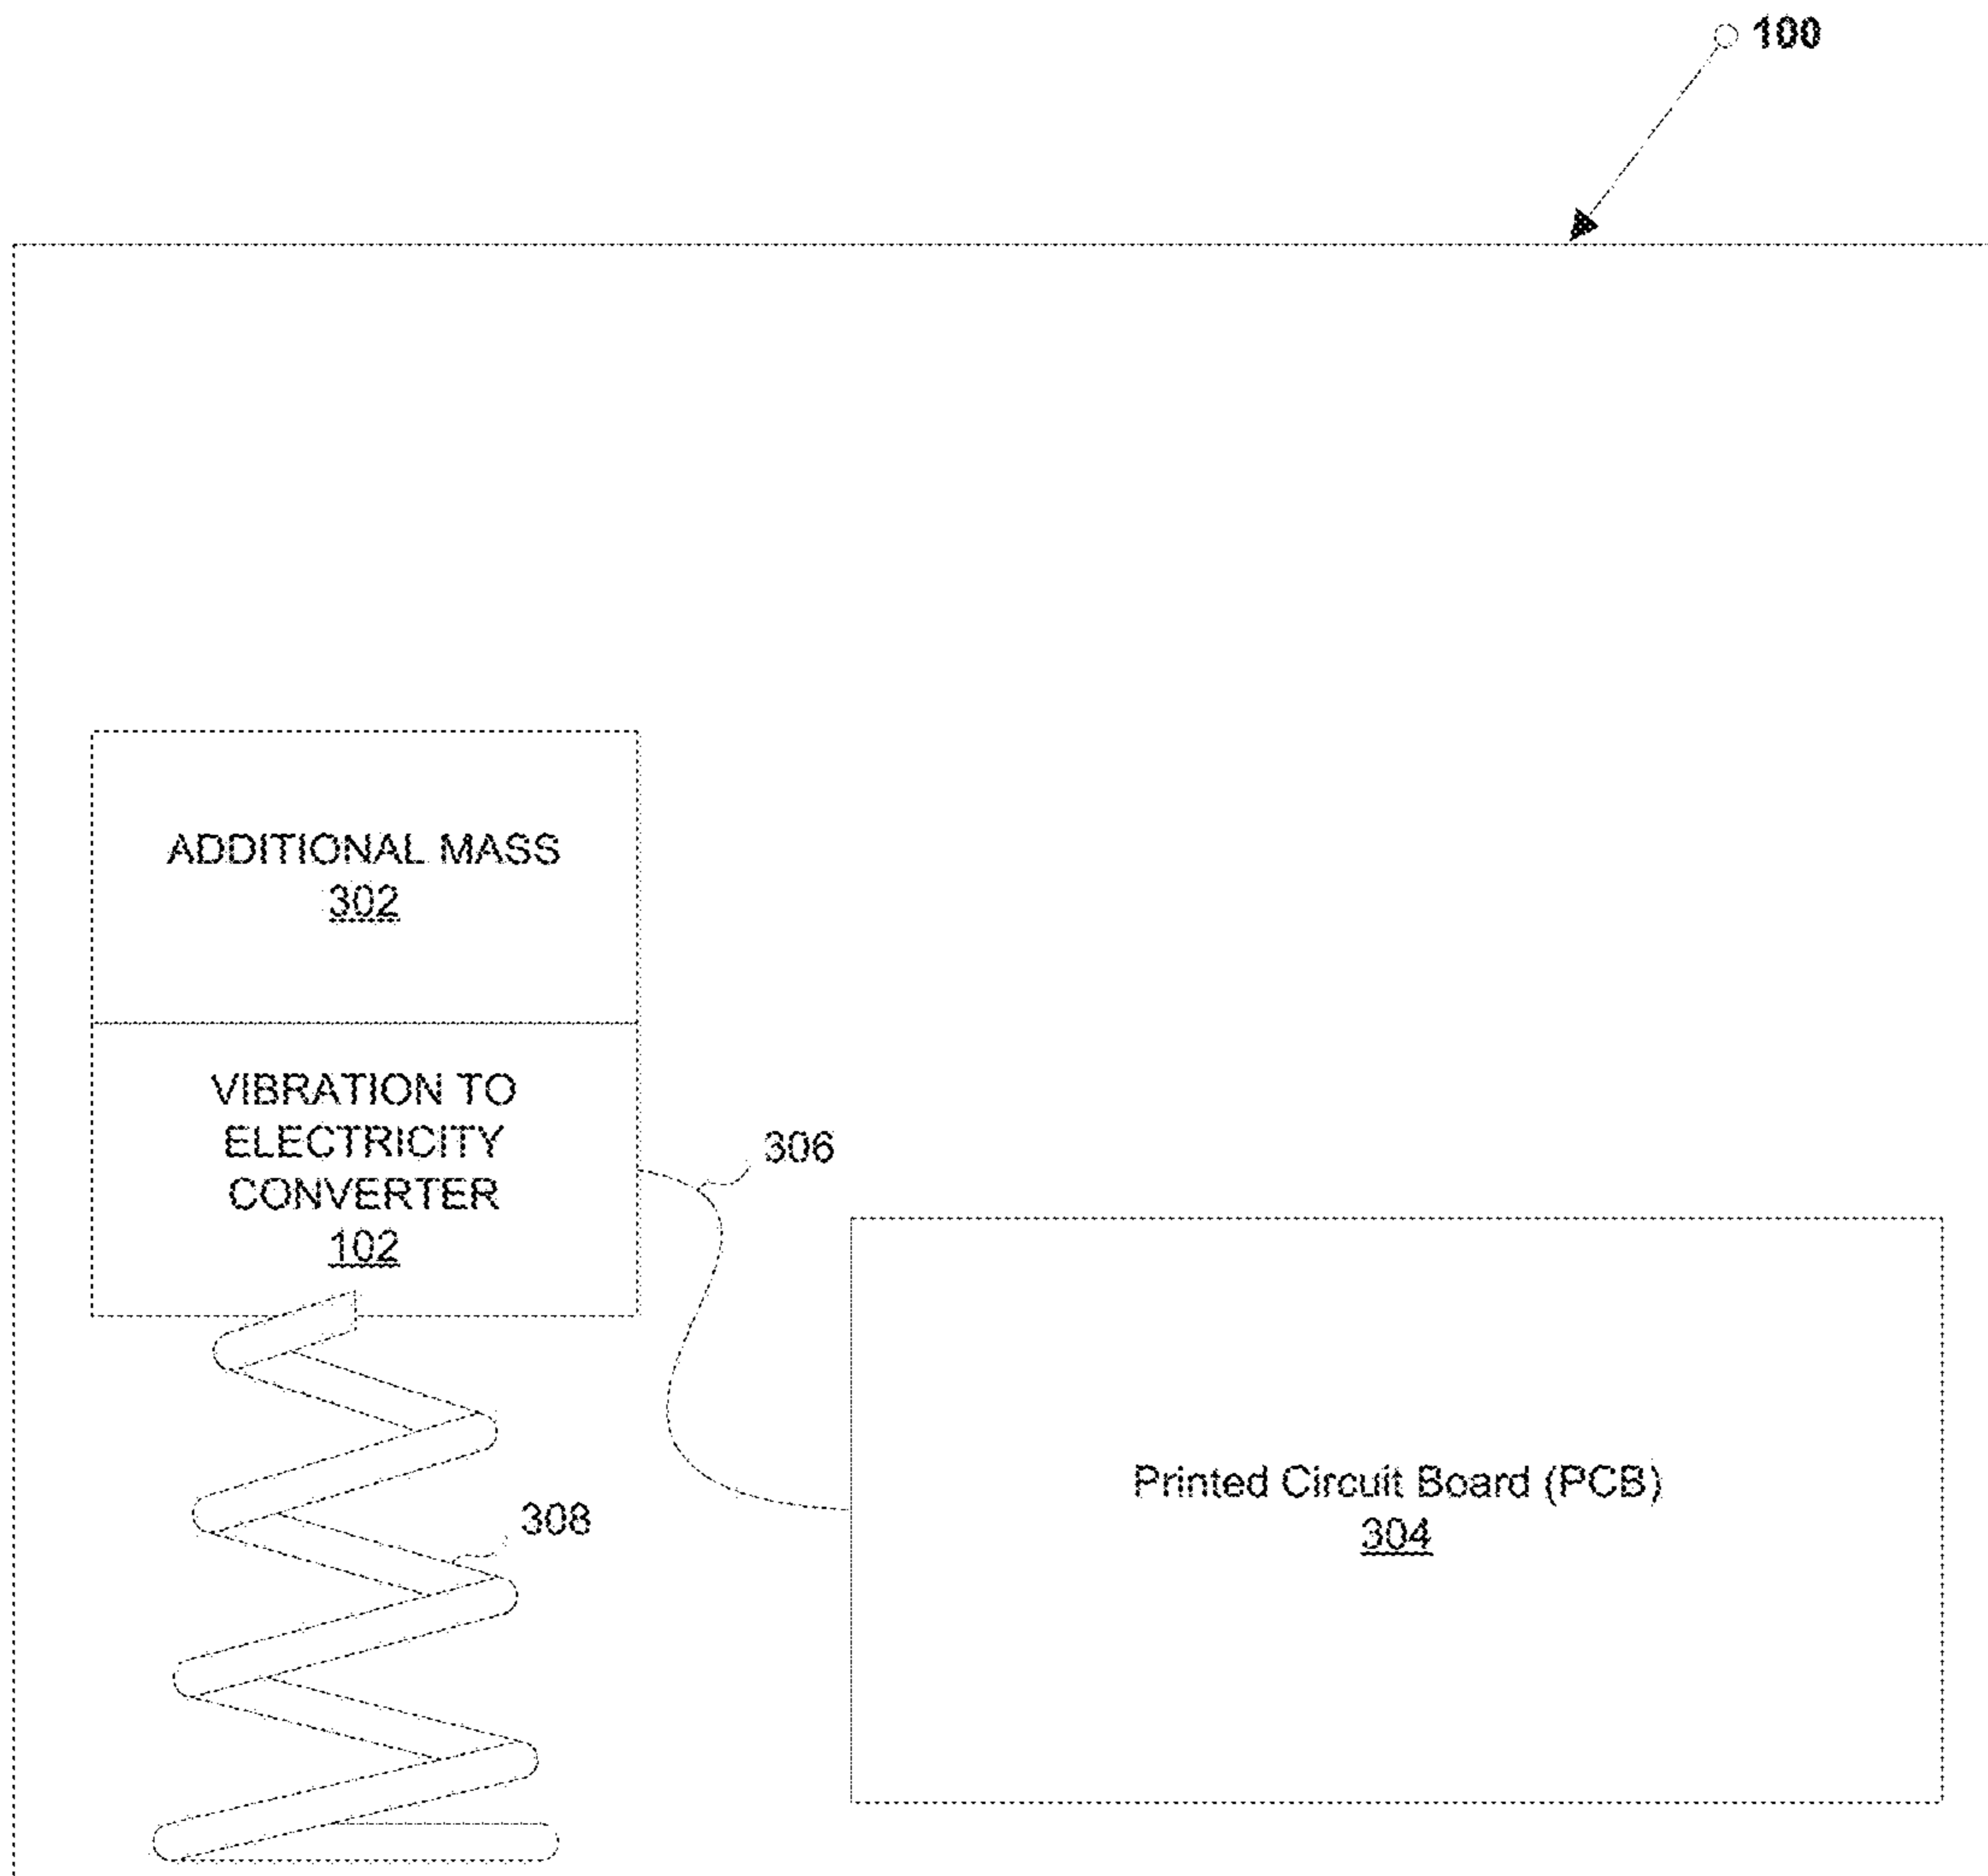 100
ADDITIONAL MASS
302
VIBRATION TO
ELECTRICITY
CONVERTER
102
306
308
Printed Circuit Board (PCB)
304